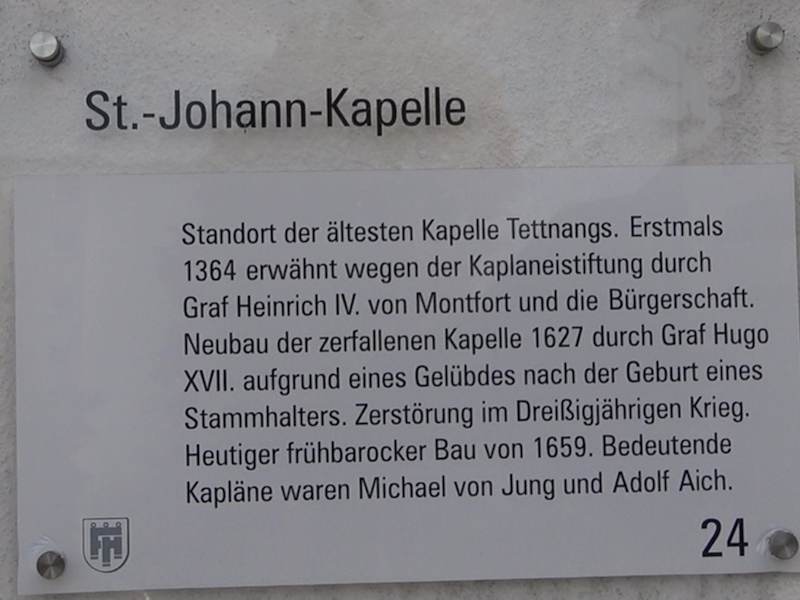 St.-Johann-Kapelle
Standort der ältesten Kapelle Tettnangs. Erstmals
1364 erwähnt wegen der Kaplaneistiftung durch
Graf Heinrich IV. von Montfort und die Bürgerschaft.
Neubau der zerfallenen Kapelle 1627 durch Graf Hugo
XVII. aufgrund eines Gelübdes nach der Geburt eines
Stammhalters. Zerstörung im Dreißigjährigen Krieg.
Heutiger frühbarocker Bau von 1659. Bedeutende
Kapläne waren Michael von Jung und Adolf Aich.
24